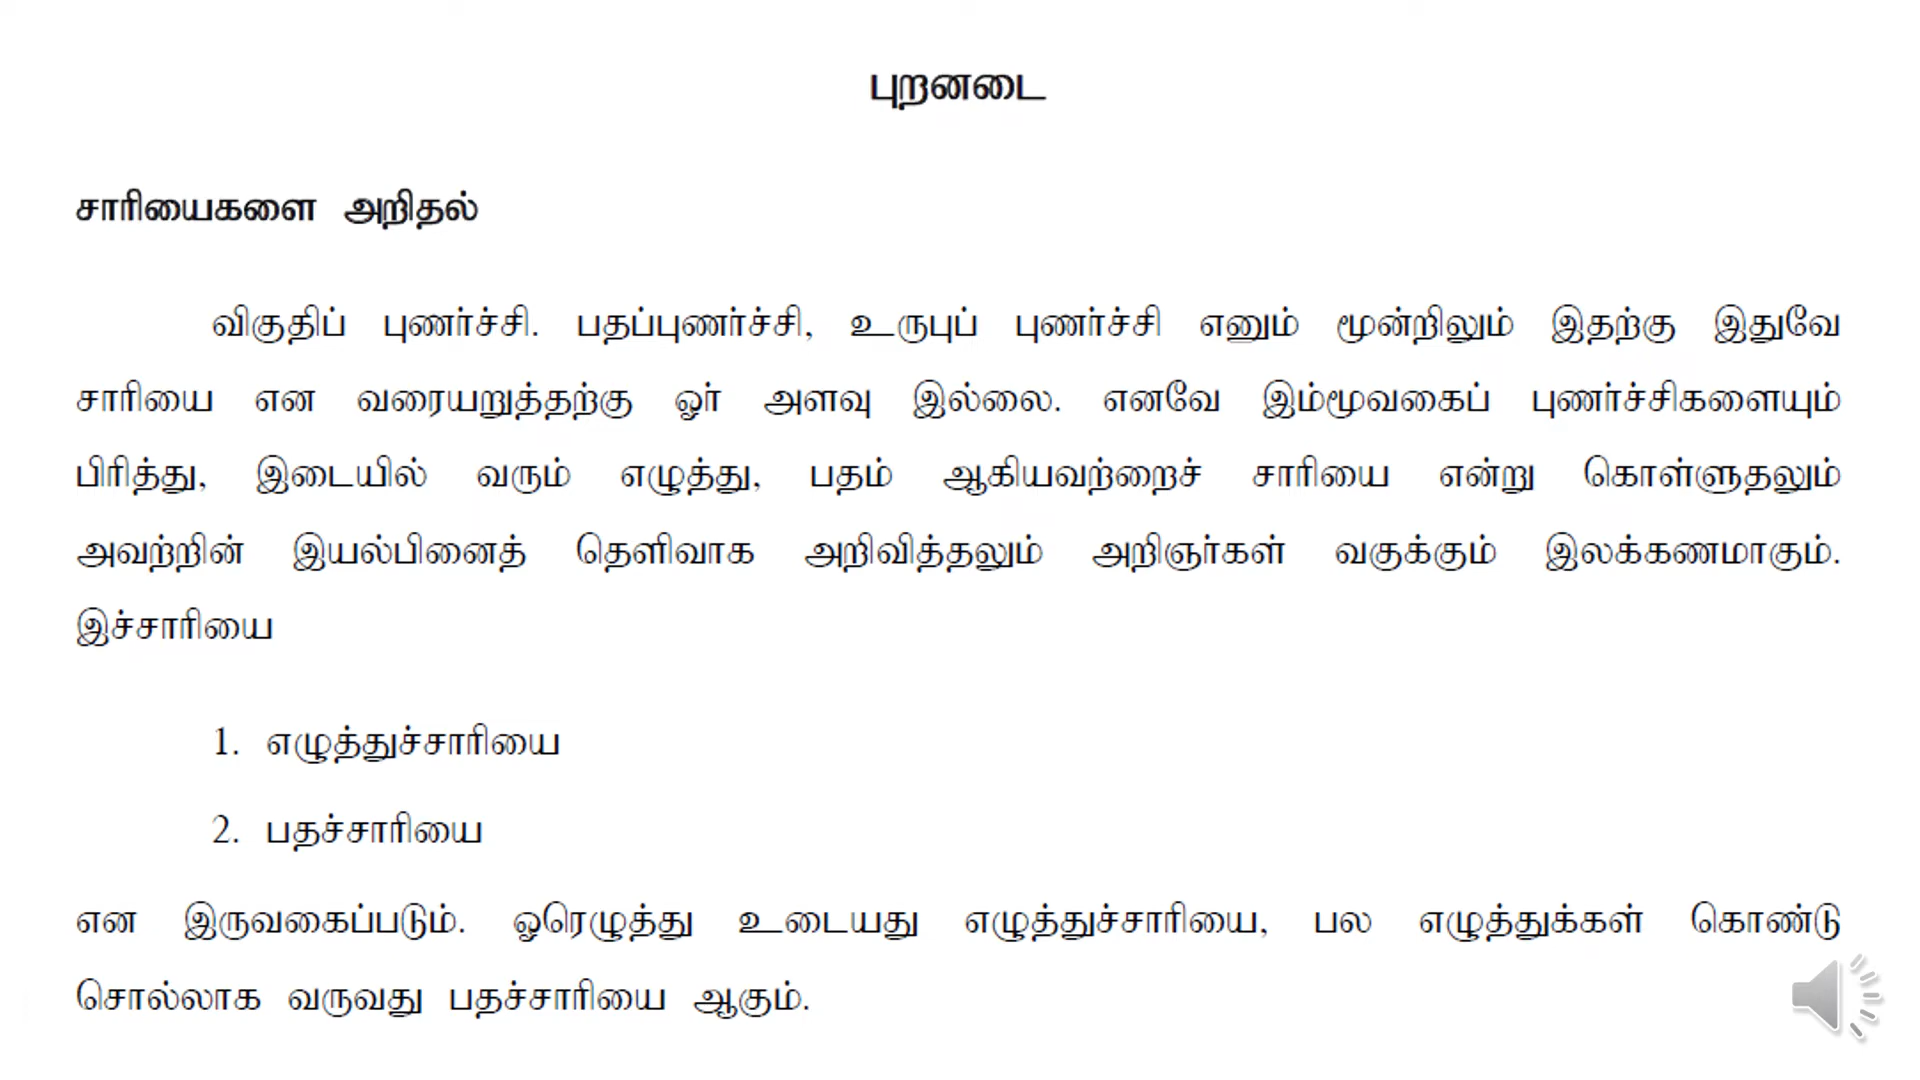 புறனடை
சாரியைகளை அறிதல்
விகுதிப் புணர்ச்சி. பதப்புணர்ச்சி, உருபுப் புணர்ச்சி எனும் மூன்றிலும் இதற்கு இதுவே
சாரியை என வரையறுத்தற்கு ஓர் அளவு இல்லை. எனவே இம்மூவகைப் புணர்ச்சிகளையும்
பிரித்து, இடையில் வரும் எழுத்து, பதம் ஆகியவற்றைச் சாரியை என்று கொள்ளுதலும்
அவற்றின் இயல்பினைத் தெளிவாக அறிவித்தலும் அறிஞர்கள் வகுக்கும் இலக்கணமாகும்.
இச்சாரியை
1. எழுத்துச்சாரியை
2. பதச்சாரியை
என இருவகைப்படும். ஓரெழுத்து உடையது எழுத்துச்சாரியை, பல எழுத்துக்கள் கொண்டு
சொல்லாக வருவது பதச்சாரியை ஆகும்.